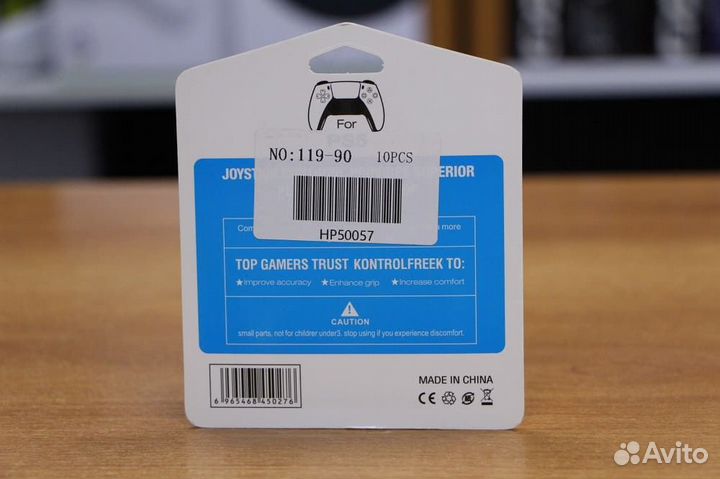 For
PS5
NO:119-90 10PCS
JOYST ERIOR
HP50057
Com more
TOP GAMERS TRUST KONTROLFREEK TO:
★Improve accuracy ★Enhance grip ★Increase comfort
CAUTION
small parts, not for children under3. stop using if you experience discomfort.
6 965468 450276
MADE IN CHINA
CE
Avito